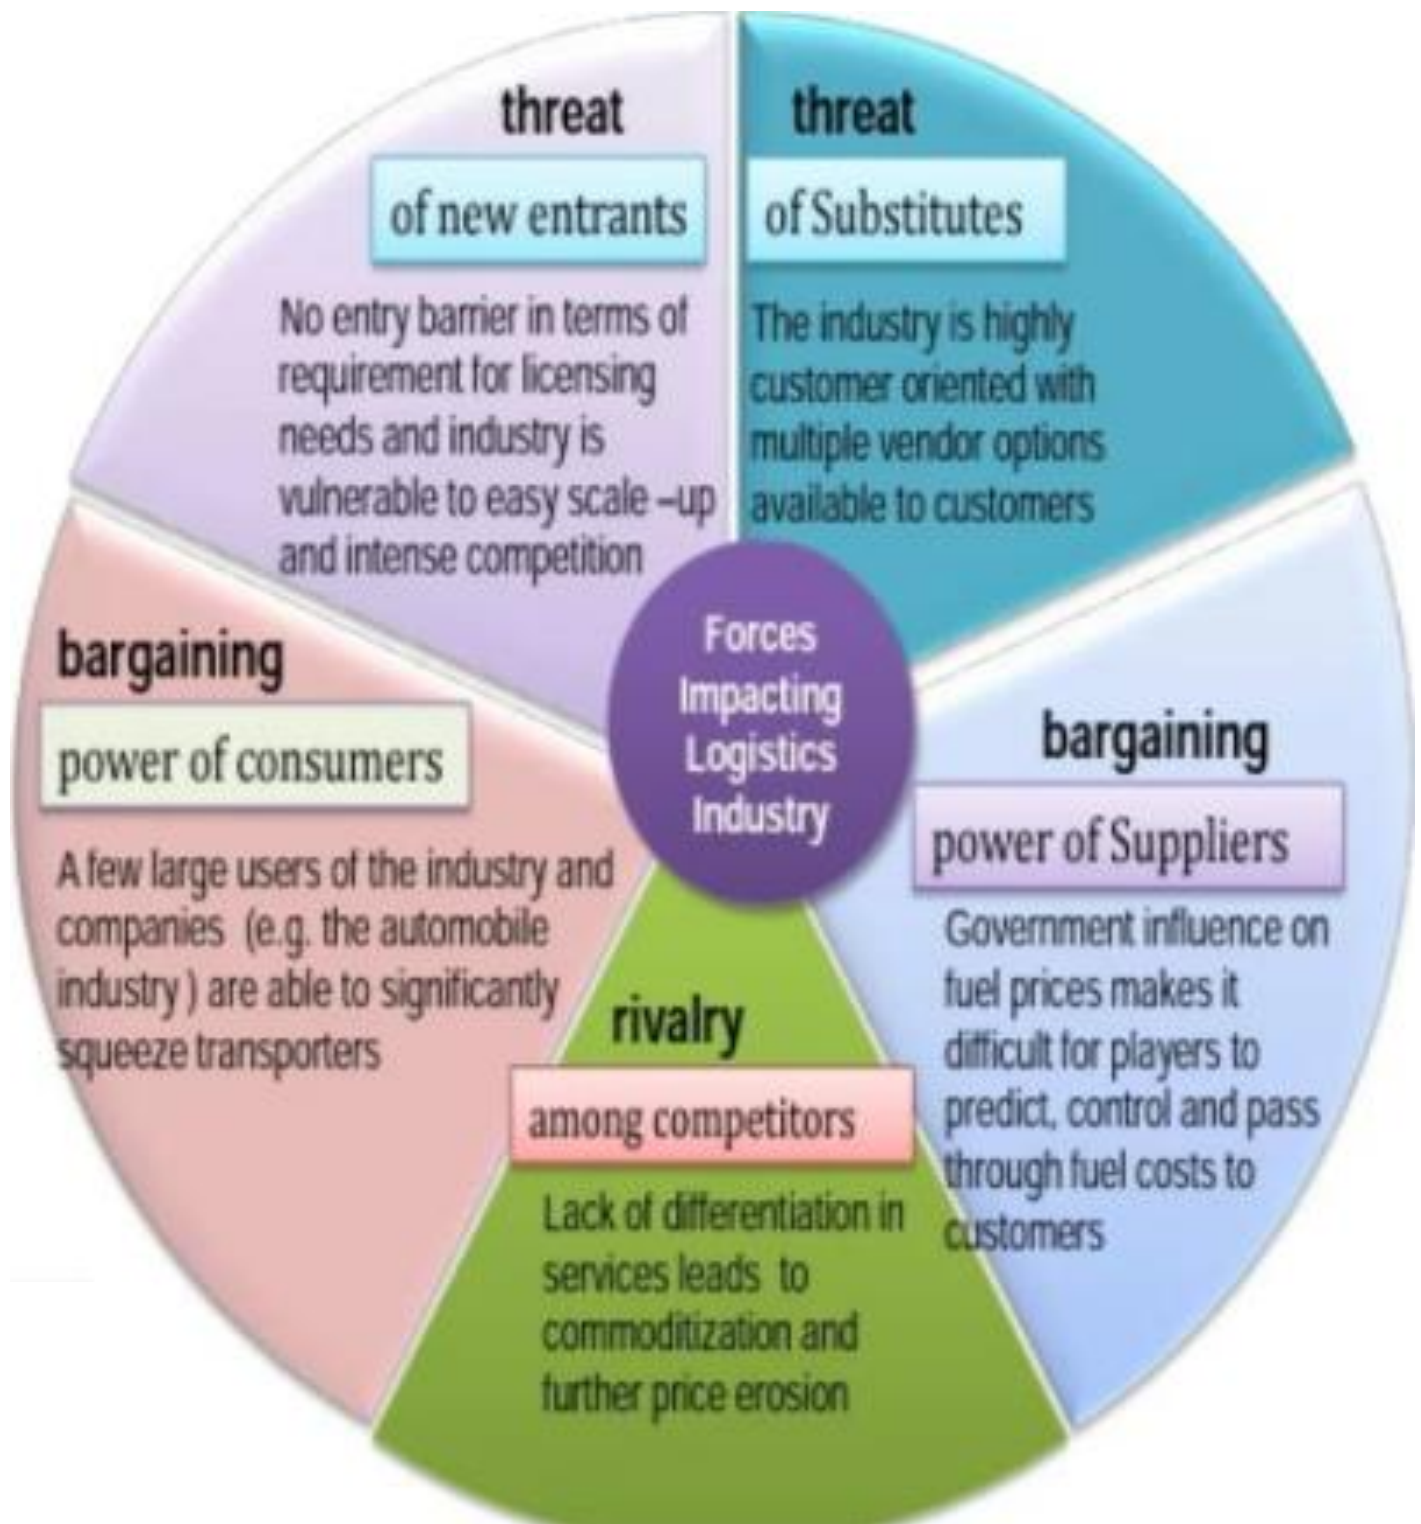 threat
of new entrants
No entry barrier in terms of
requirement for licensing
needs and industry is
vulnerable to easy scale –up
and intense competition
threat
of Substitutes
The industry is highly
customer oriented with
multiple vendor options
available to customers
Forces
Impacting
Logistics
Industry
bargaining
power of consumers
A few large users of the industry and
companies (e.g. the automobile
industry ) are able to significantly
squeeze transporters
bargaining
power of Suppliers
Government influence on
fuel prices makes it
difficult for players to
predict, control and pass
through fuel costs to
customers
rivalry
among competitors
Lack of differentiation in
services leads to
commoditization and
further price erosion